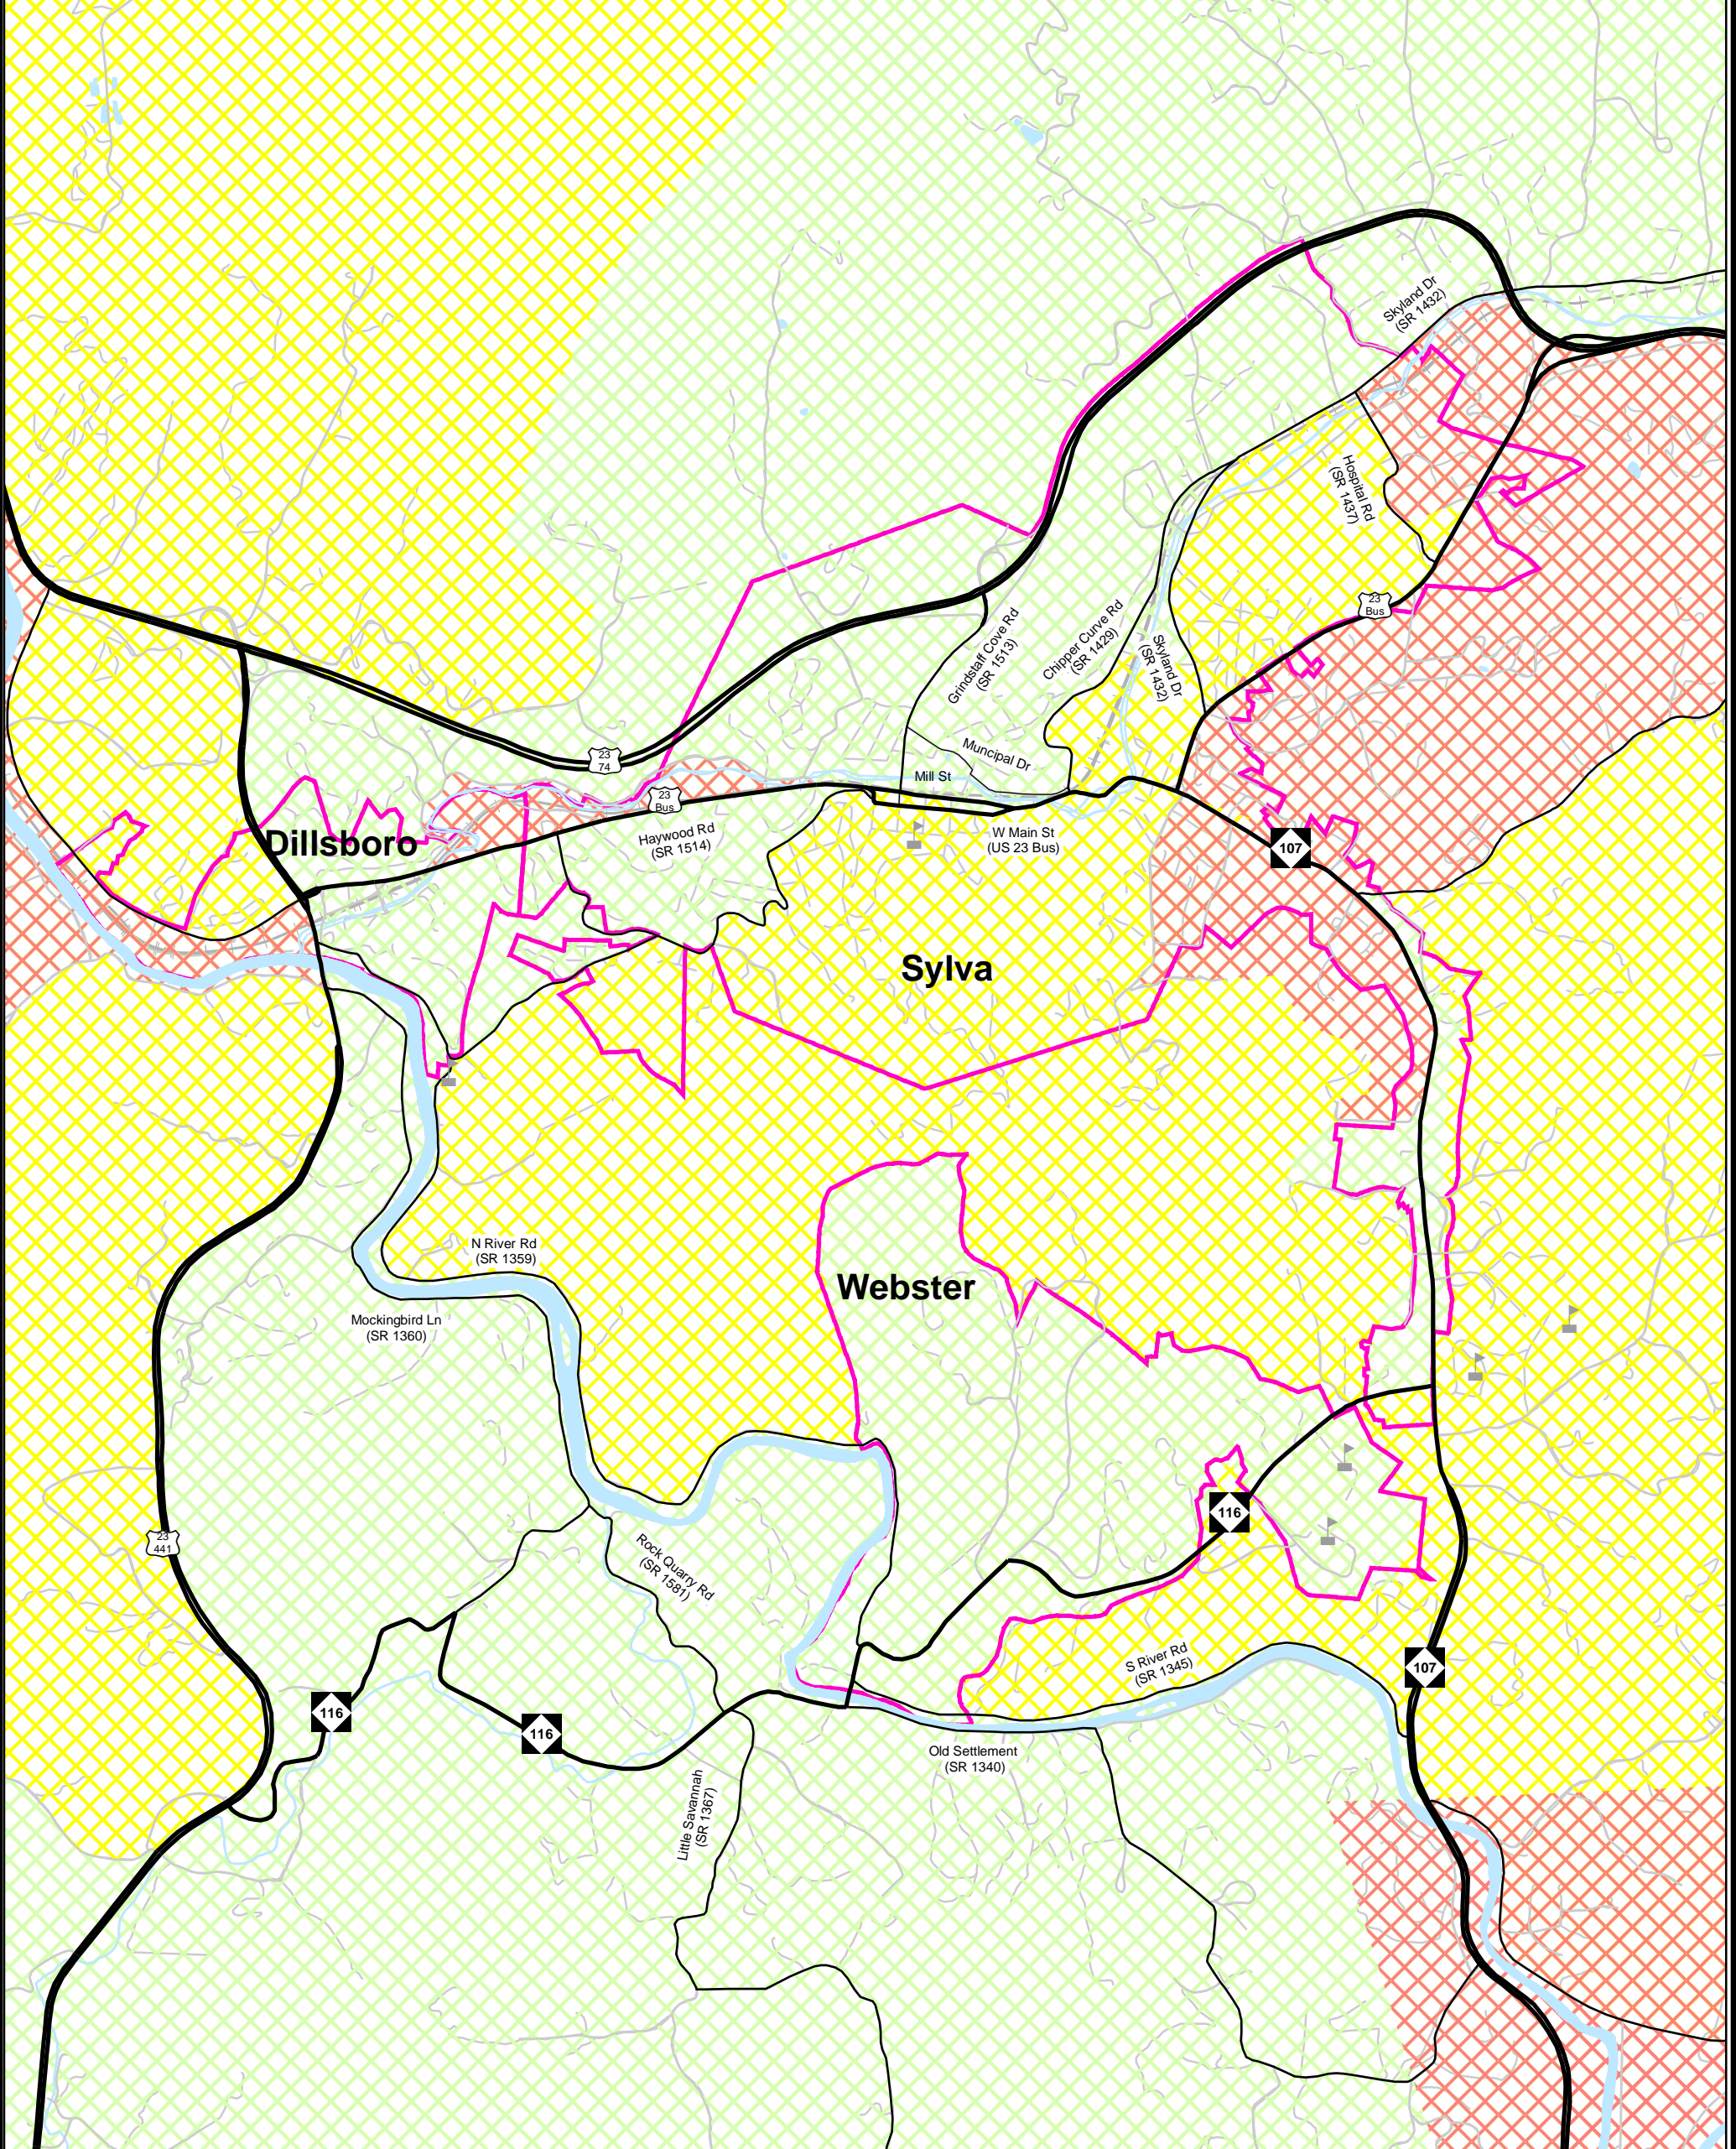 Skyland Dr
(SR 1432)
Hospital Rd
(SR 1437)
23
Bus
Grindstaff Cove Rd
(SR 1513)
Chipper Curve Rd
(SR 1429)
Skyland Dr
(SR 1432)
23
74
Muncipal Dr
Mill St
23
Bus
Haywood Rd
(SR 1514)
W Main St
(US 23 Bus)
107
Dillsboro
Sylva
N River Rd
(SR 1359)
Webster
Mockingbird Ln
(SR 1360)
116
23
441
Rock Quarry Rd
(SR 1581)
S River Rd
(SR 1345)
107
116
116
Old Settlement
(SR 1340)
Little Savannah
(SR 1367)